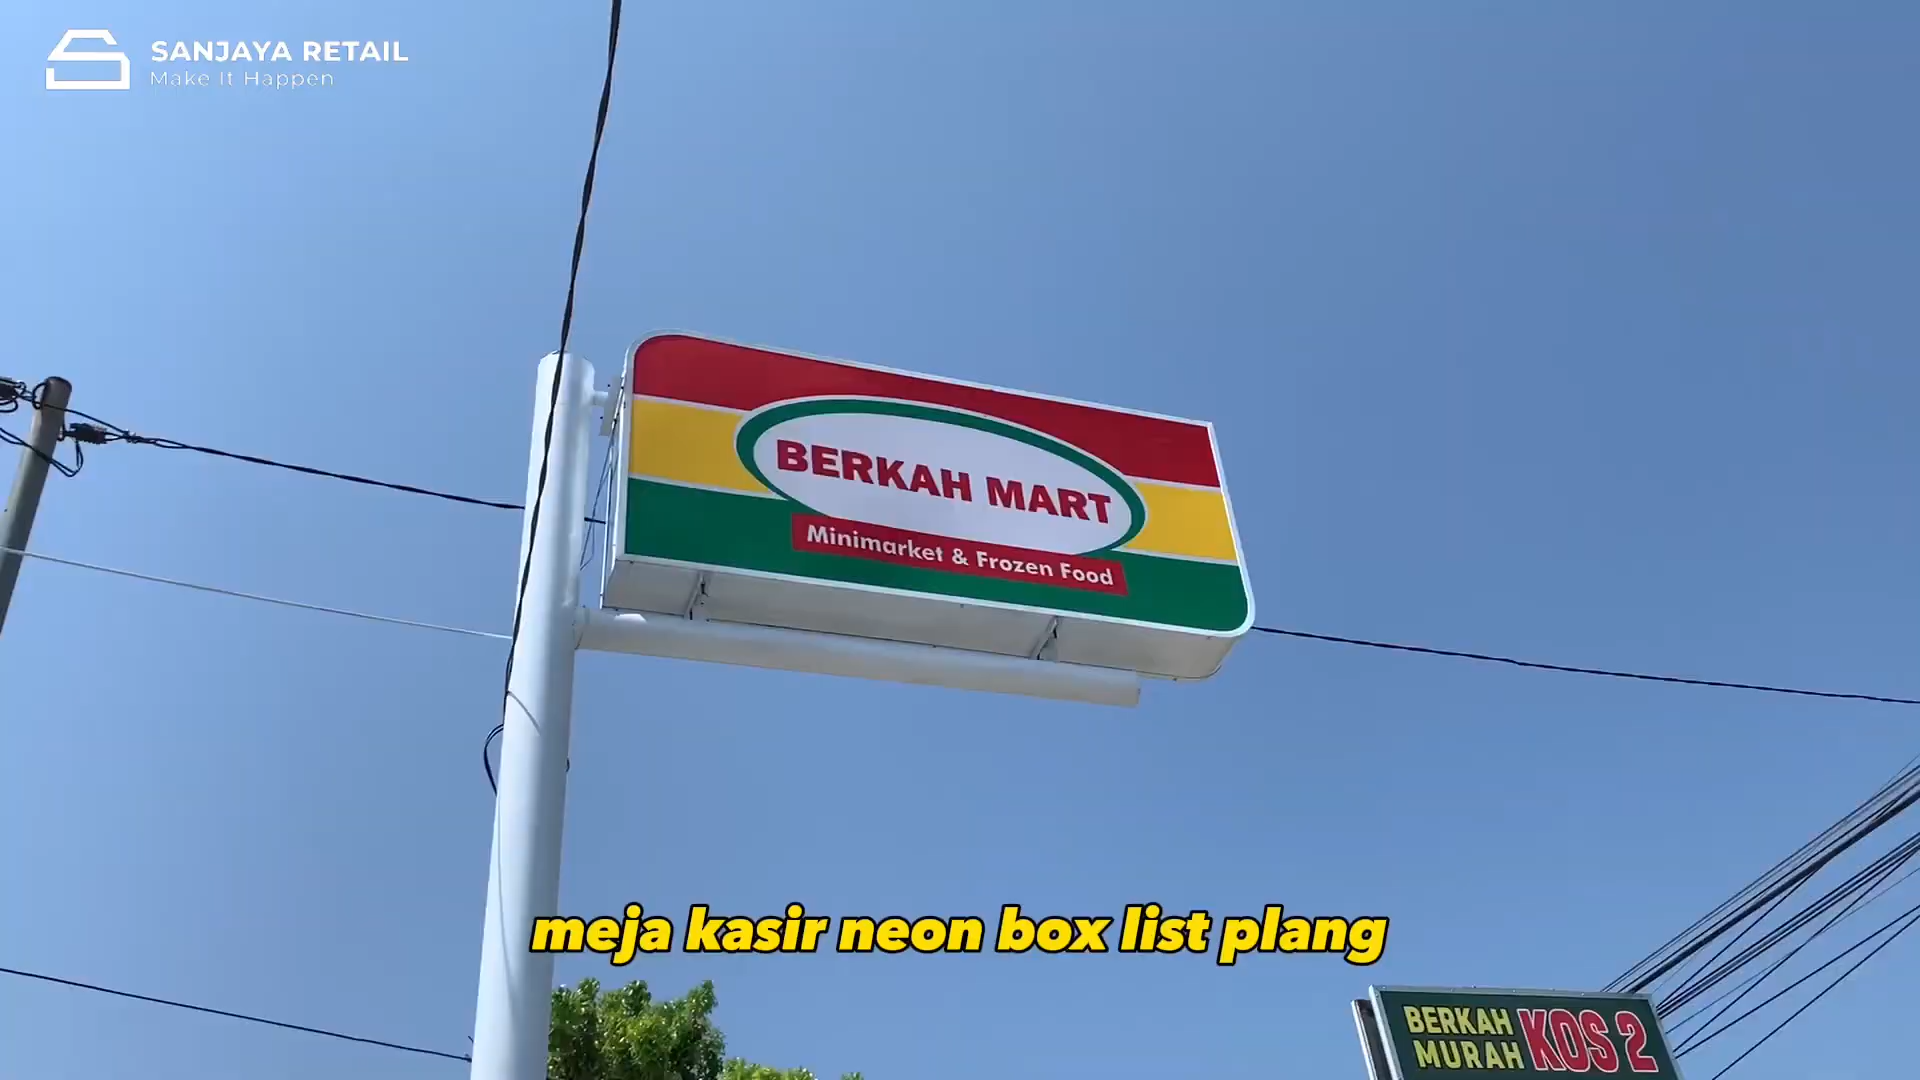 SANJAYA RETAIL
Make It Happen
BERKAH MART
Minimarket & Frozen Food
meja kasir neon box list plang
BERKAH
MURAH
KOS 2